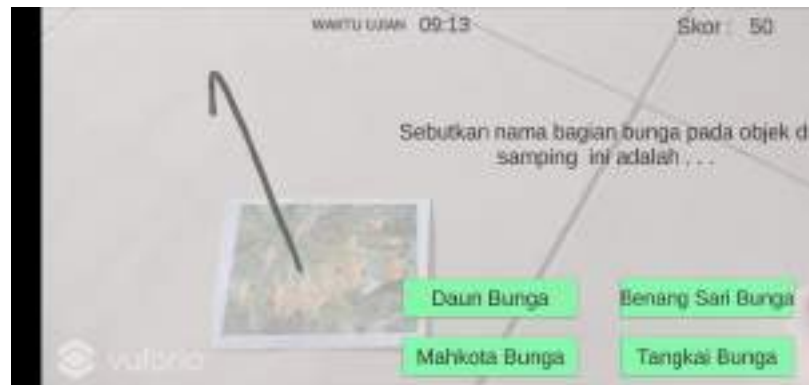 WAKTU UJIAN 09:13
Skor : 50
Sebutkan nama bagian bunga pada objek d
samping ini adalah . . .
Daun Bunga
Benang Sari Bunga
Mahkota Bunga
Tangkai Bunga
vuforia